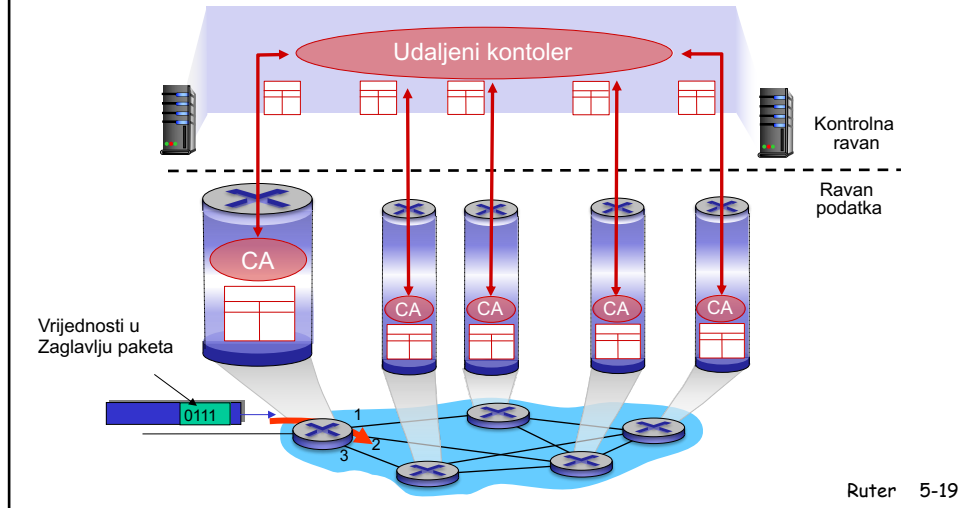 Udaljeni kontoler
Kontrolna
ravan
Ravan
podatka
CA
CA
CA
CA
CA
Vrijednosti u
Zaglavlju paketa
0111
1
2
3
Ruter 5-19